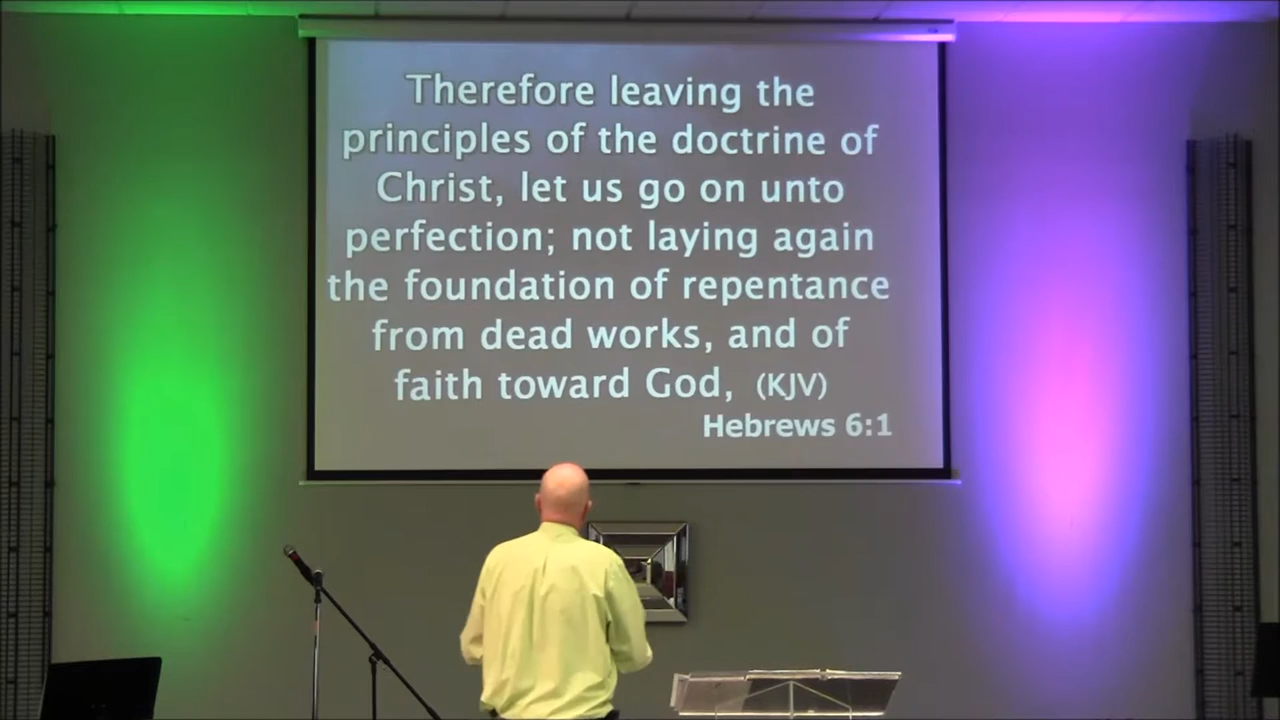 Therefore leaving the
principles of the doctrine of
Christ, let us go on unto
perfection; not laying again
the foundation of repentance
from dead works, and of
faith toward God, (KJV)
Hebrews 6:1